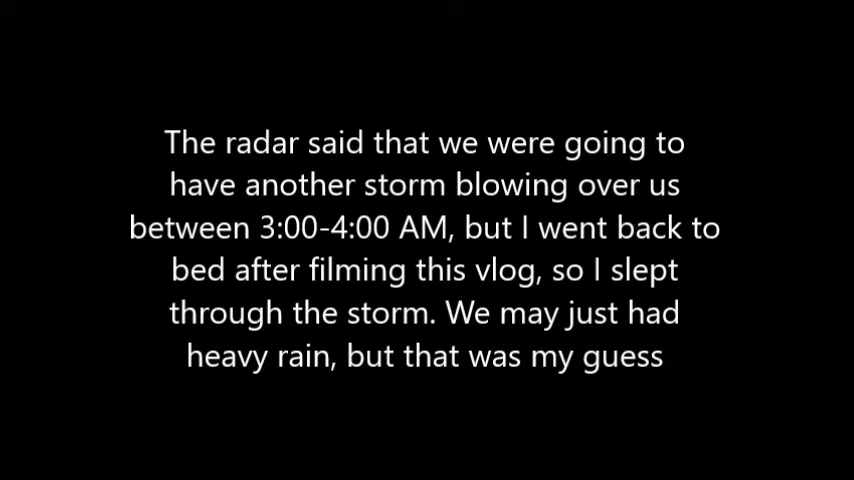 The radar said that we were going to
have another storm blowing over us
between 3:00-4:00 AM, but I went back to
bed after filming this vlog, so I slept
through the storm. We may just had
heavy rain, but that was my guess